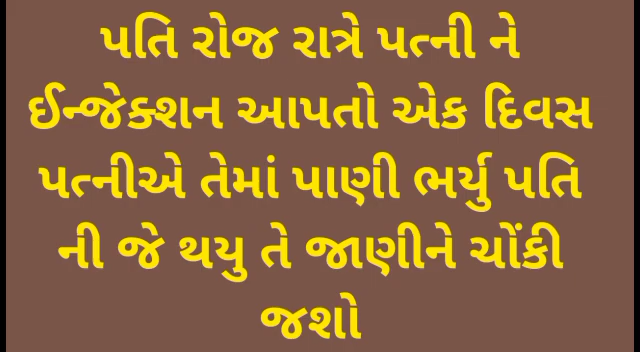 પતિ રોજ રાત્રે પત્ની ને
ઈન્જેક્શન આપતો એક દિવસ
પત્નીએ તેમાં પાણી ભર્યુ પતિ
ની જે થયુ તે જાણીને ચોંકી
જશો